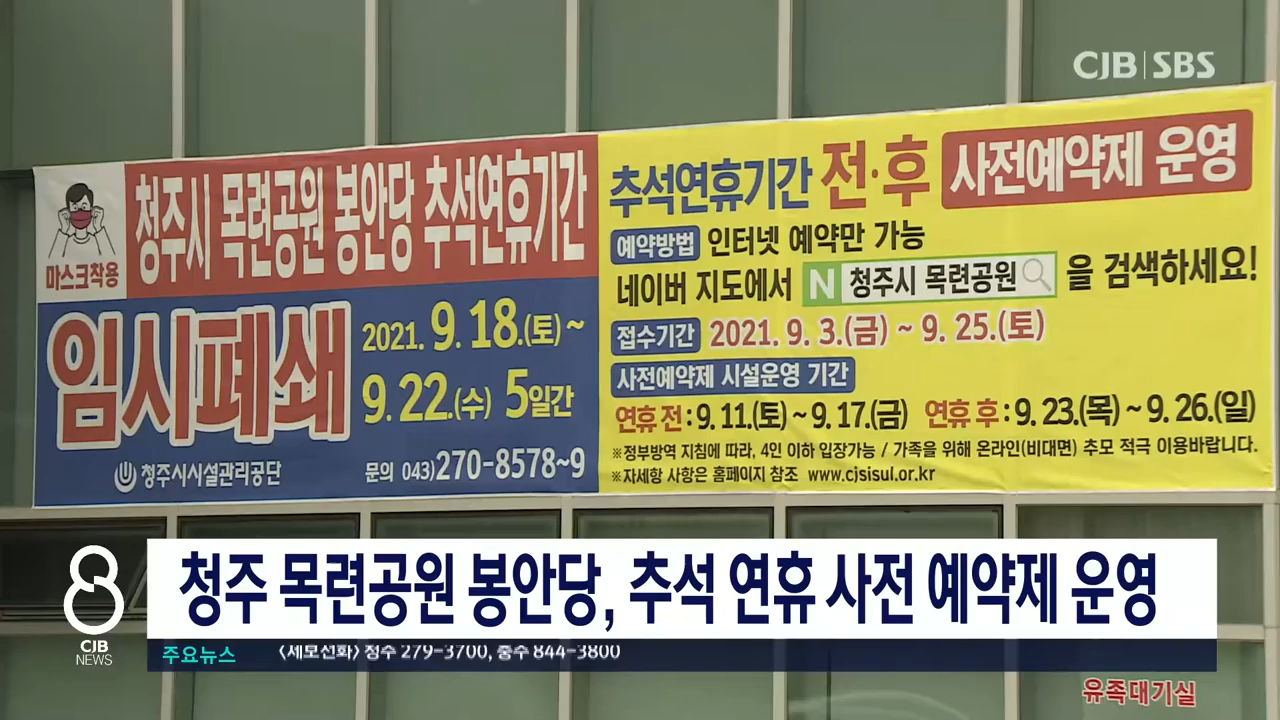 CJB SBS
마스크착용
청주시 목련공원 봉안당 추석연휴기간
임시폐쇄
2021. 9. 18.(토) ~
9. 22.(수) 5일간
청주시시설관리공단
문의 043)270-8578~9
추석연휴기간 전·후 사전예약제 운영
예약방법 인터넷 예약만 가능
네이버 지도에서 N 청주시 목련공원 을 검색하세요!
접수기간 2021. 9. 3.(금) ~ 9. 25.(토)
사전예약제 시설운영 기간
연휴 전 : 9. 11.(토) ~ 9. 17.(금) 연휴 후 : 9. 23.(목) ~ 9. 26.(일)
※정부방역 지침에 따라, 4인 이하 입장가능 / 가족을 위해 온라인(비대면) 추모 적극 이용바랍니다.
※자세항 사항은 홈페이지 참조 www.cjsisul.or.kr
8 CJB NEWS
청주 목련공원 봉안당, 추석 연휴 사전 예약제 운영
주요뉴스 청주 279-3700, 충주 844-3800
유족대기실